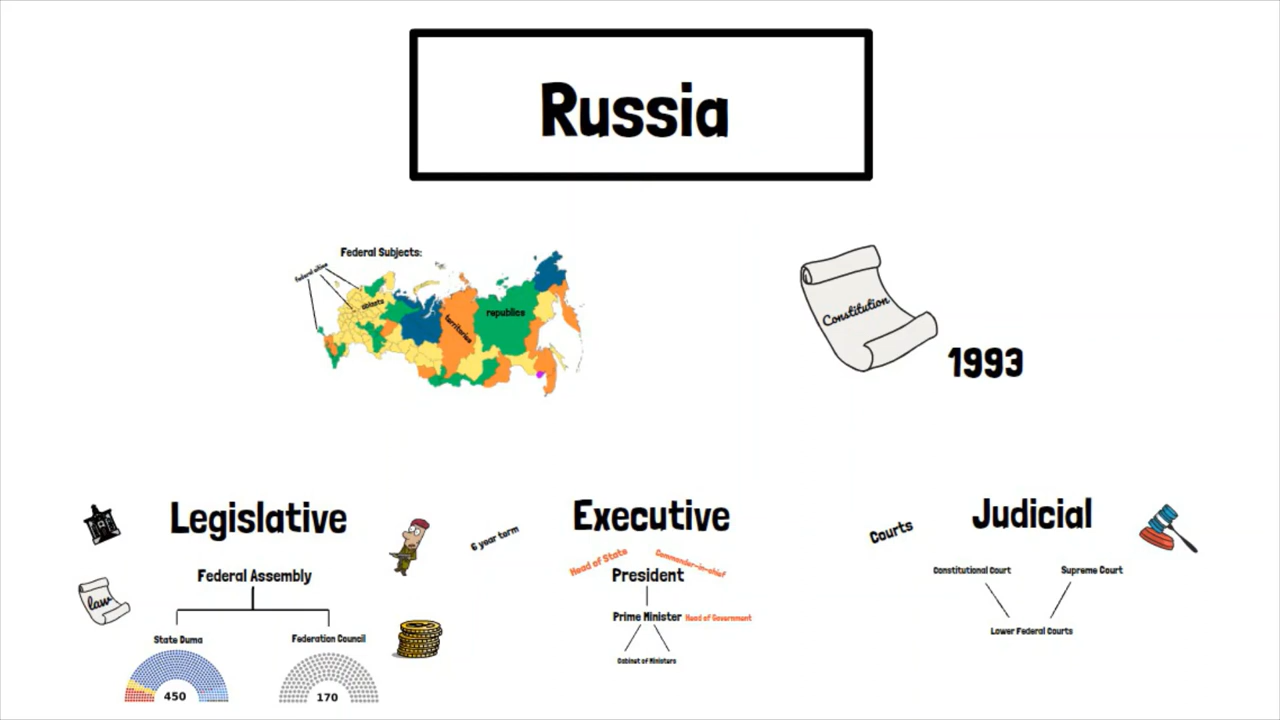 Russia
Federal Subjects:
federal cities
oblasts
territories
republics
Constitution
1993
Legislative
Federal Assembly
law
State Duma
Federation Council
450
170
6 year term
Executive
Head of State
Commander-in-chief
President
Prime Minister Head of Government
Cabinet of Ministers
Courts
Judicial
Constitutional Court
Supreme Court
Lower Federal Courts